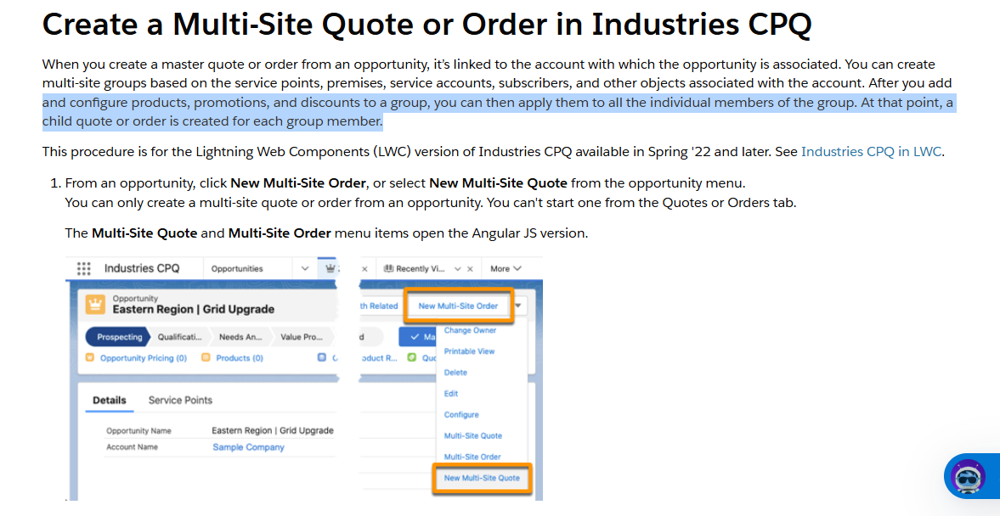 Create a Multi-Site Quote or Order in Industries CPQ
When you create a master quote or order from an opportunity, it’s linked to the account with which the opportunity is associated. You can create
multi-site groups based on the service points, premises, service accounts, subscribers, and other objects associated with the account. After you add
and configure products, promotions, and discounts to a group, you can then apply them to all the individual members of the group. At that point, a
child quote or order is created for each group member.
This procedure is for the Lightning Web Components (LWC) version of Industries CPQ available in Spring '22 and later. See Industries CPQ in LWC.
1. From an opportunity, click New Multi-Site Order, or select New Multi-Site Quote from the opportunity menu.
You can only create a multi-site quote or order from an opportunity. You can't start one from the Quotes or Orders tab.
The Multi-Site Quote and Multi-Site Order menu items open the Angular JS version.
Industries CPQ Opportunities Recently Vi... More
Opportunity
Eastern Region | Grid Upgrade
th Related New Multi-Site Order
Prospecting Qualificati... Needs An... Value Pro... d Ma
Opportunity Pricing (0) Products (0) C oduct R... Quo
Change Owner
Printable View
Delete
Edit
Configure
Multi-Site Quote
Multi-Site Order
New Multi-Site Quote
Details Service Points
Opportunity Name Eastern Region | Grid Upgrade
Account Name Sample Company